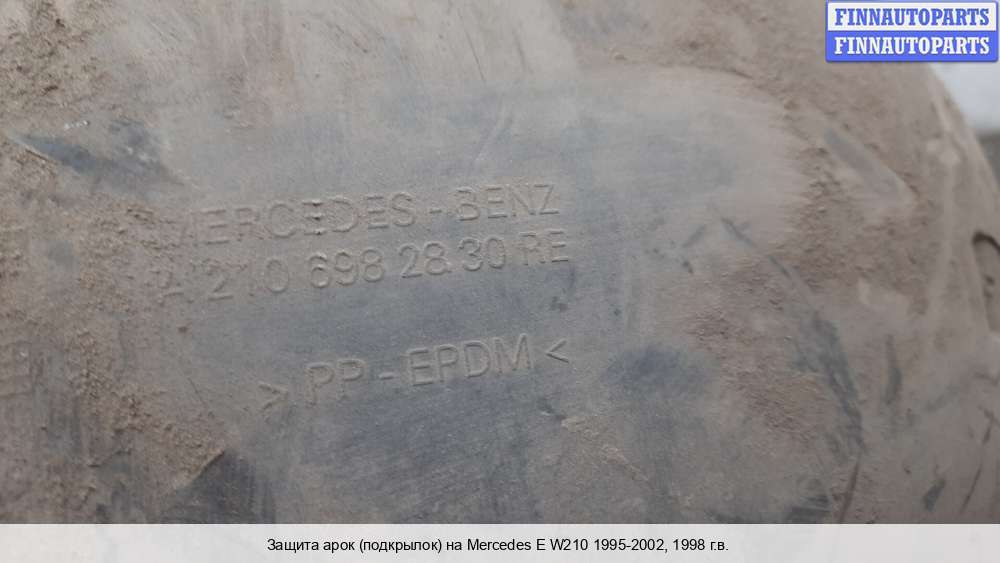 FINNAUTOPARTS
FINNAUTOPARTS
MERCEDES - BENZ
A 210 698 28 30 RE
> PP - EPDM <
Защита арок (подкрылок) на Mercedes E W210 1995-2002, 1998 г.в.